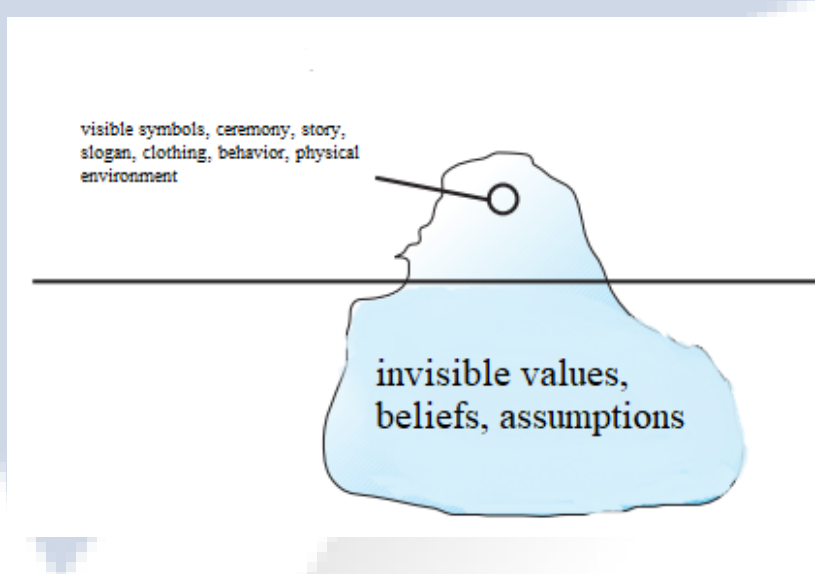 visible symbols, ceremony, story,
slogan, clothing, behavior, physical
environment
invisible values,
beliefs, assumptions